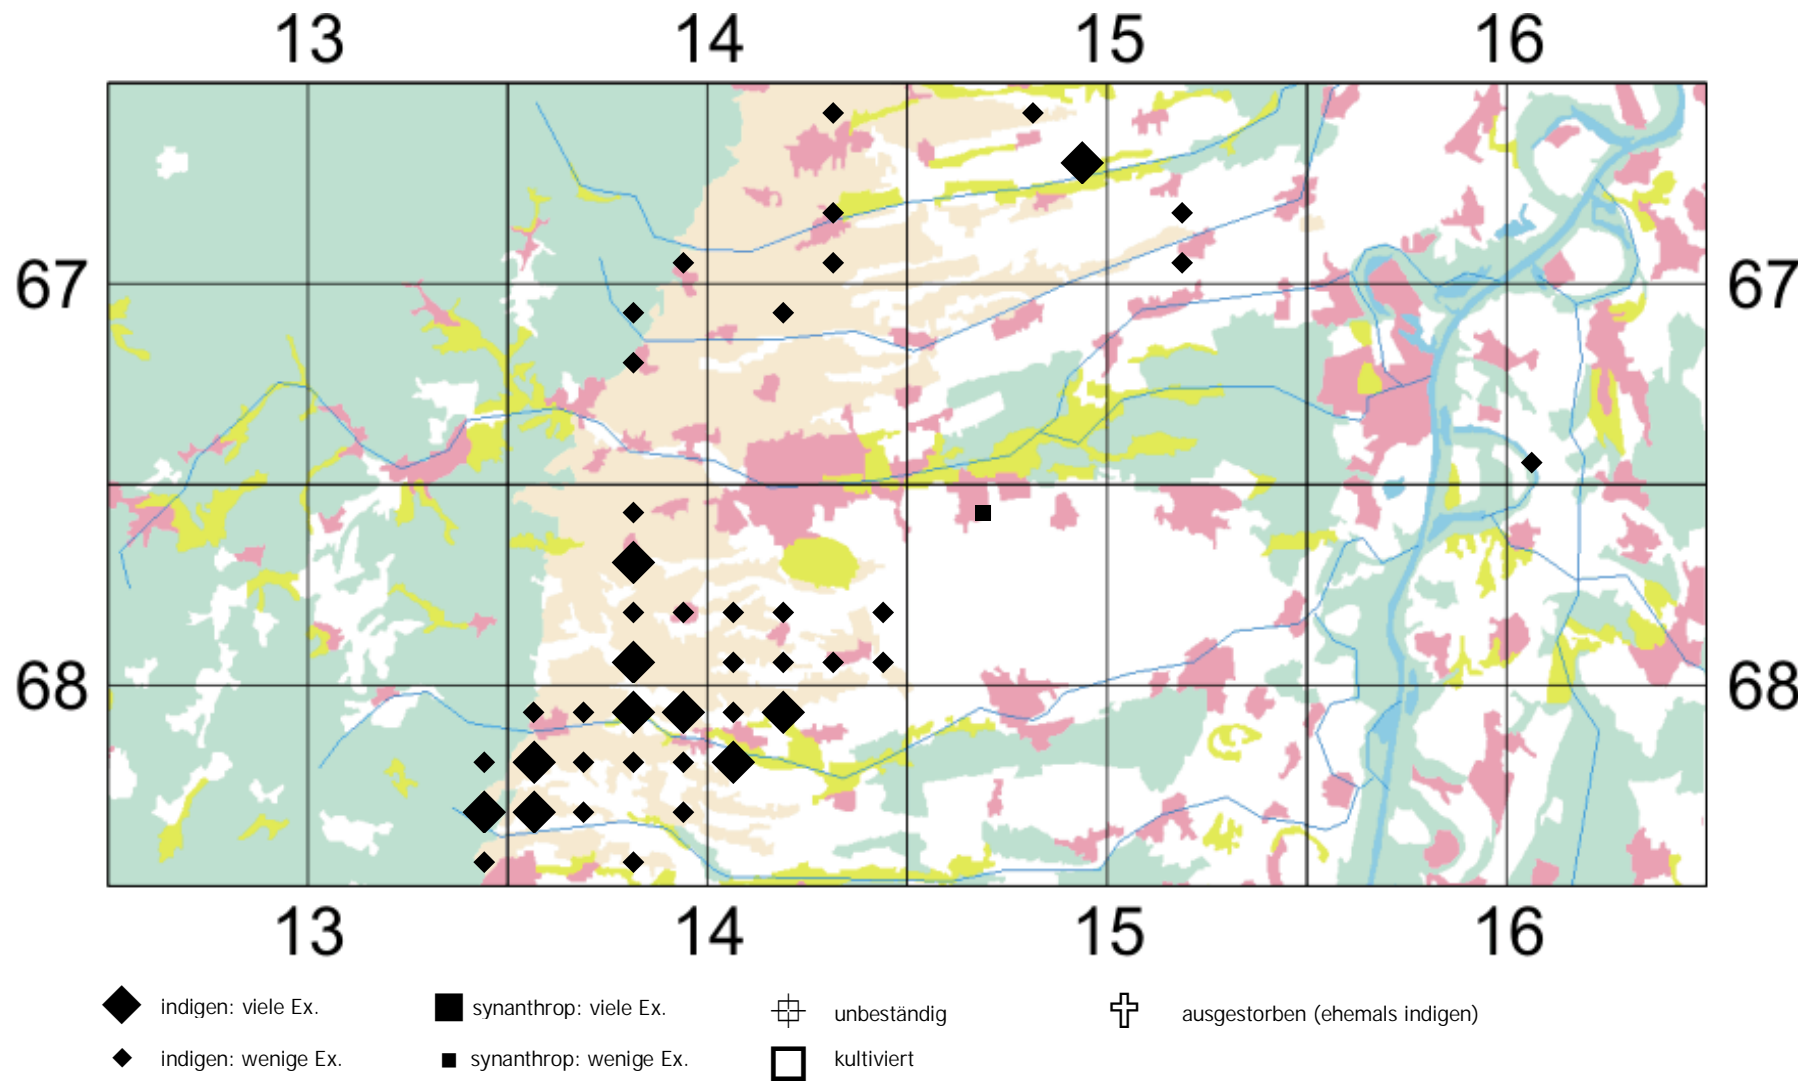 13 14 15 16
67 67
68 68
13 14 15 16
indigen: viele Ex. synanthrop: viele Ex. unbeständig ausgestorben (ehemals indigen)
indigen: wenige Ex. synanthrop: wenige Ex. kultiviert